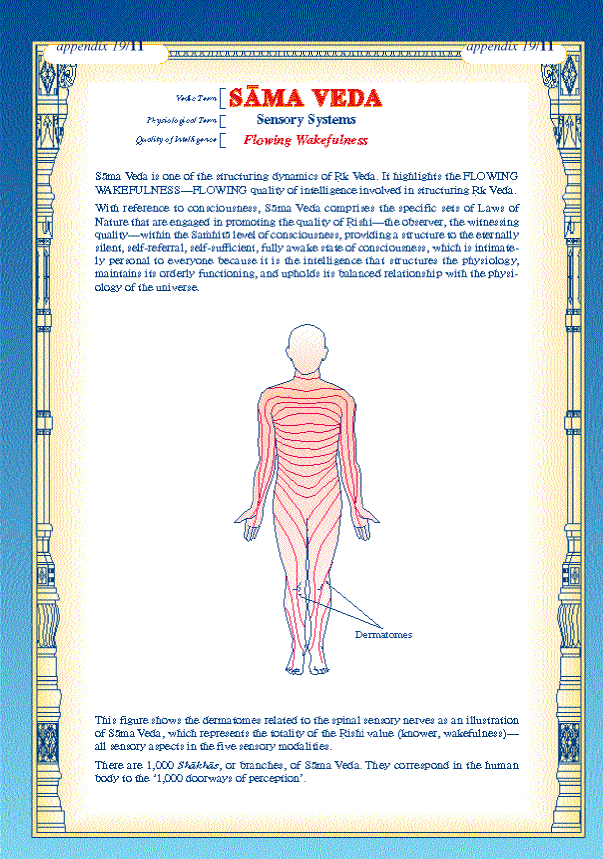 appendix 19/11
appendix 19/11
Vedic Term
SĀMA VEDA
Physiological Term
Sensory Systems
Quality of Intelligence
Flowing Wakefulness
Sāma Veda is one of the structuring dynamics of Ṛk Veda. It highlights the FLOWING
WAKEFULNESS—FLOWING quality of intelligence involved in structuring Ṛk Veda.
With reference to consciousness, Sāma Veda comprises the specific sets of Laws of
Nature that are engaged in promoting the quality of Rishi—the observer, the witnessing
quality—within the Saṁhitā level of consciousness, providing a structure to the eternally
silent, self-referral, self-sufficient, fully awake state of consciousness, which is intimate-
ly personal to everyone because it is the intelligence that structures the physiology,
maintains its orderly functioning, and upholds its balanced relationship with the physi-
ology of the universe.
Dermatomes
This figure shows the dermatomes related to the spinal sensory nerves as an illustration
of Sāma Veda, which represents the totality of the Rishi value (knower, wakefulness)—
all sensory aspects in the five sensory modalities.
There are 1,000 Shākhās, or branches, of Sāma Veda. They correspond in the human
body to the ‘1,000 doorways of perception’.